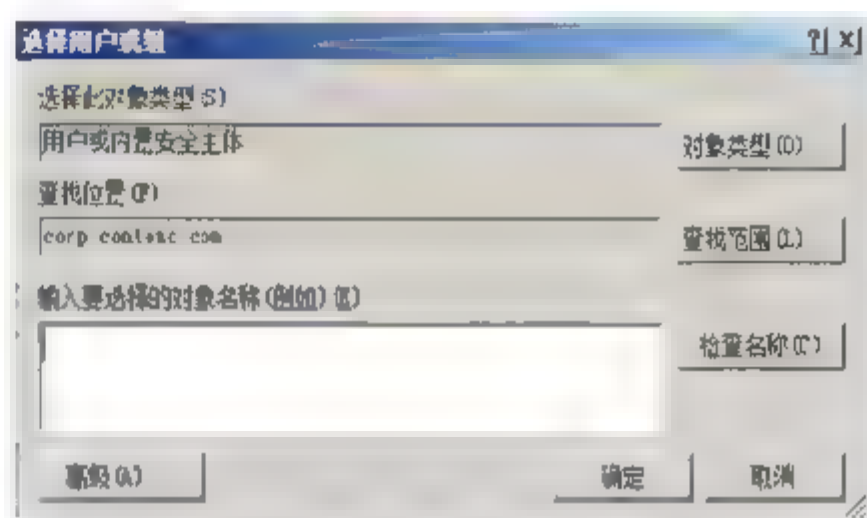 选择用户或组
选择此对象类型(S)
用户或内置安全主体
对象类型(O)
查找位置(F)
corp contoso com
查找范围(L)
输入要选择的对象名称(例如)(E)
检查名称(C)
高级(A)
确定
取消